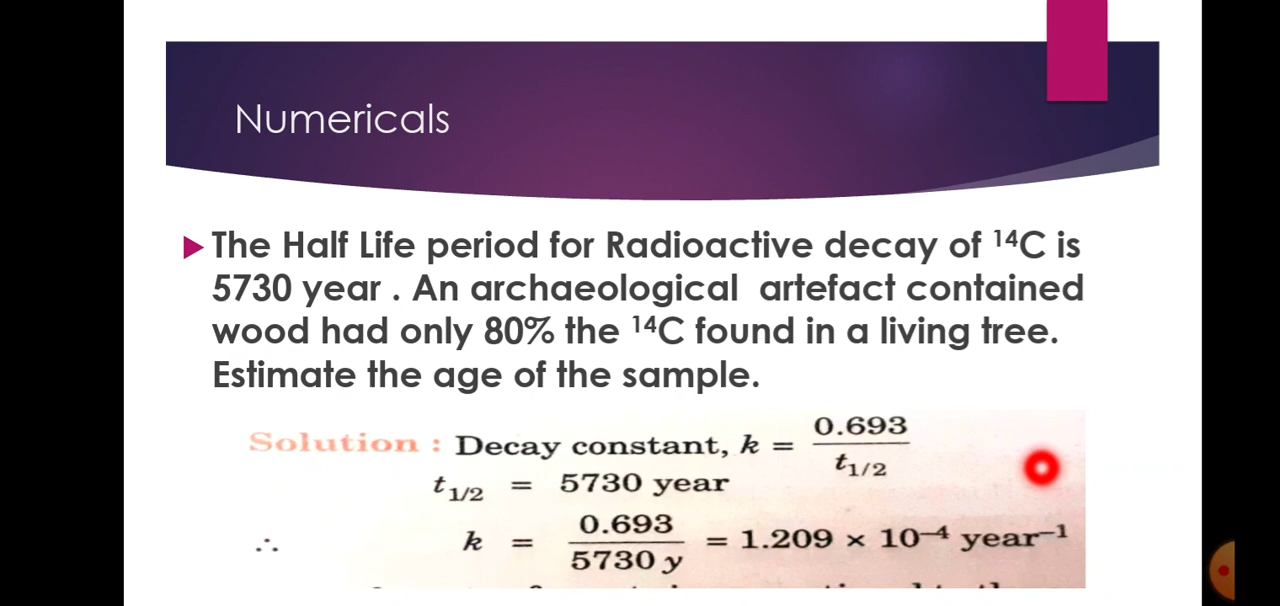 Numericals
The Half Life period for Radioactive decay of ¹⁴C is
5730 year . An archaeological artefact contained
wood had only 80% the ¹⁴C found in a living tree.
Estimate the age of the sample.
Solution : Decay constant, k = 0.693 / t₁/₂
t₁/₂ = 5730 year
∴ k = 0.693 / 5730 y = 1.209 × 10⁻⁴ year⁻¹